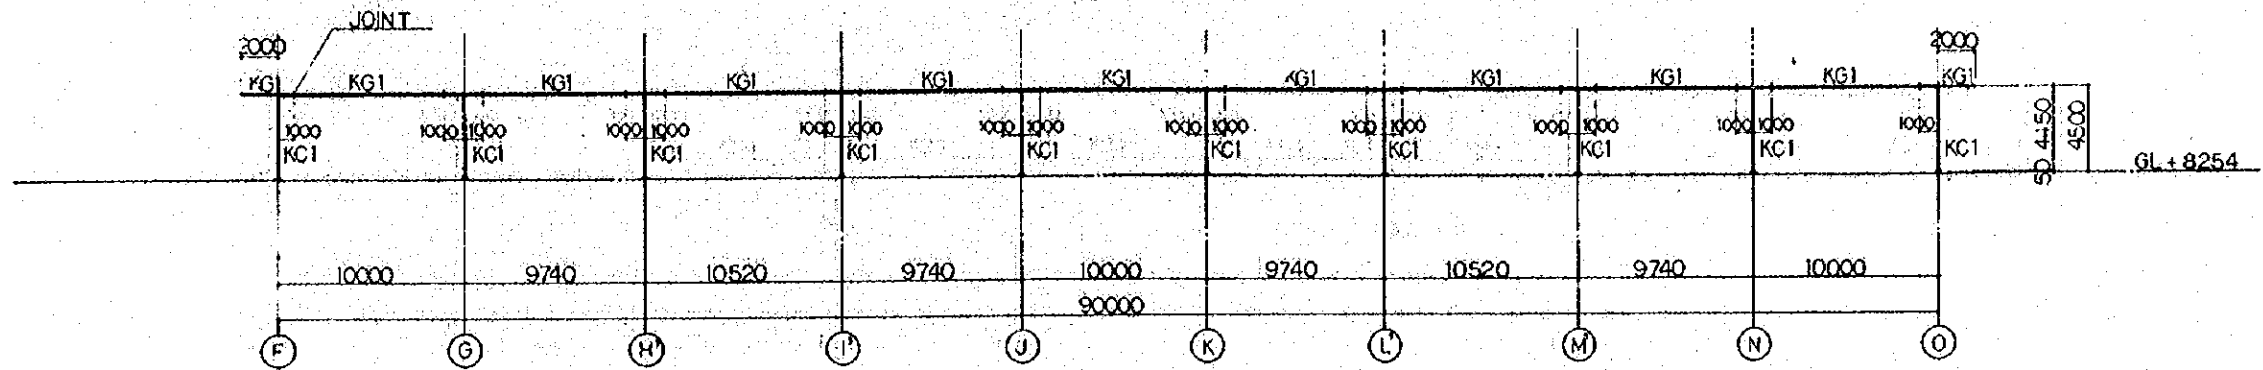 JOINT
2000 2000
KG1 KG1 KG1 KG1 KG1 KG1 KG1 KG1 KG1 KG1 KG1
1000 1000 1000 1000 1000 1000 1000 1000 1000 1000 1000 1000 1000 1000 1000 1000 1000 1000
KC1 KC1 KC1 KC1 KC1 KC1 KC1 KC1 KC1 KC1
50 4450
4500
GL+8254
10000 9740 10520 9740 10000 9740 10520 9740 10000
90000
F G H' I' J K L' M' N O